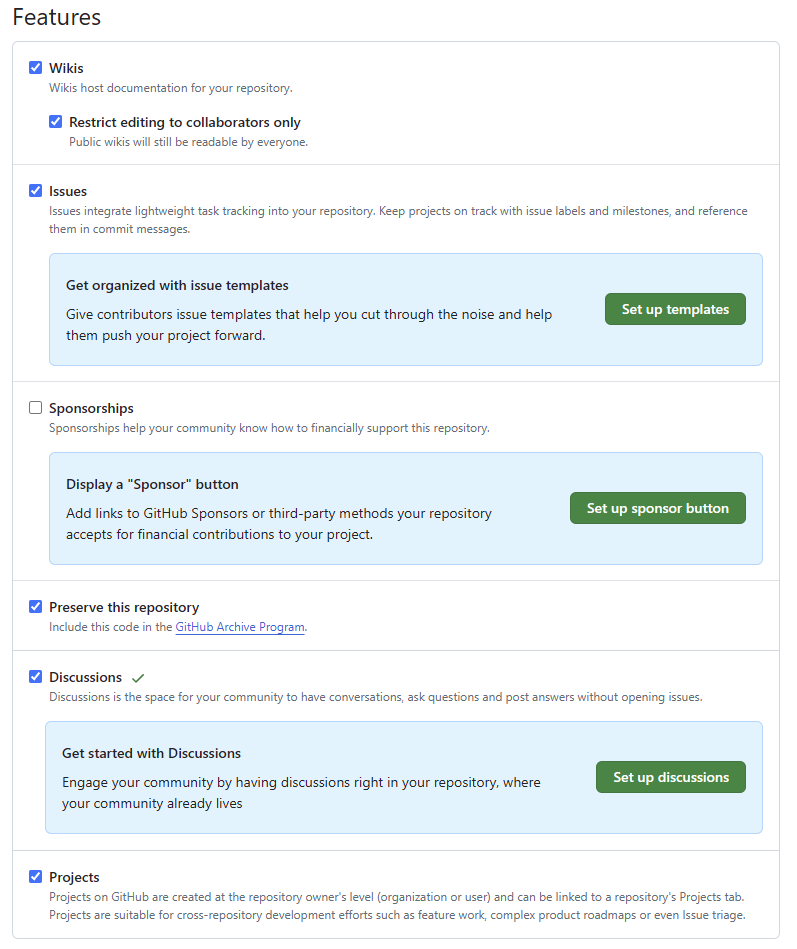 Features
Wikis
Wikis host documentation for your repository.
Restrict editing to collaborators only
Public wikis will still be readable by everyone.
Issues
Issues integrate lightweight task tracking into your repository. Keep projects on track with issue labels and milestones, and reference
them in commit messages.
Get organized with issue templates
Give contributors issue templates that help you cut through the noise and help
them push your project forward.
Set up templates
Sponsorships
Sponsorships help your community know how to financially support this repository.
Display a "Sponsor" button
Add links to GitHub Sponsors or third-party methods your repository
accepts for financial contributions to your project.
Set up sponsor button
Preserve this repository
Include this code in the GitHub Archive Program.
Discussions
Discussions is the space for your community to have conversations, ask questions and post answers without opening issues.
Get started with Discussions
Engage your community by having discussions right in your repository, where
your community already lives
Set up discussions
Projects
Projects on GitHub are created at the repository owner's level (organization or user) and can be linked to a repository's Projects tab.
Projects are suitable for cross-repository development efforts such as feature work, complex product roadmaps or even Issue triage.